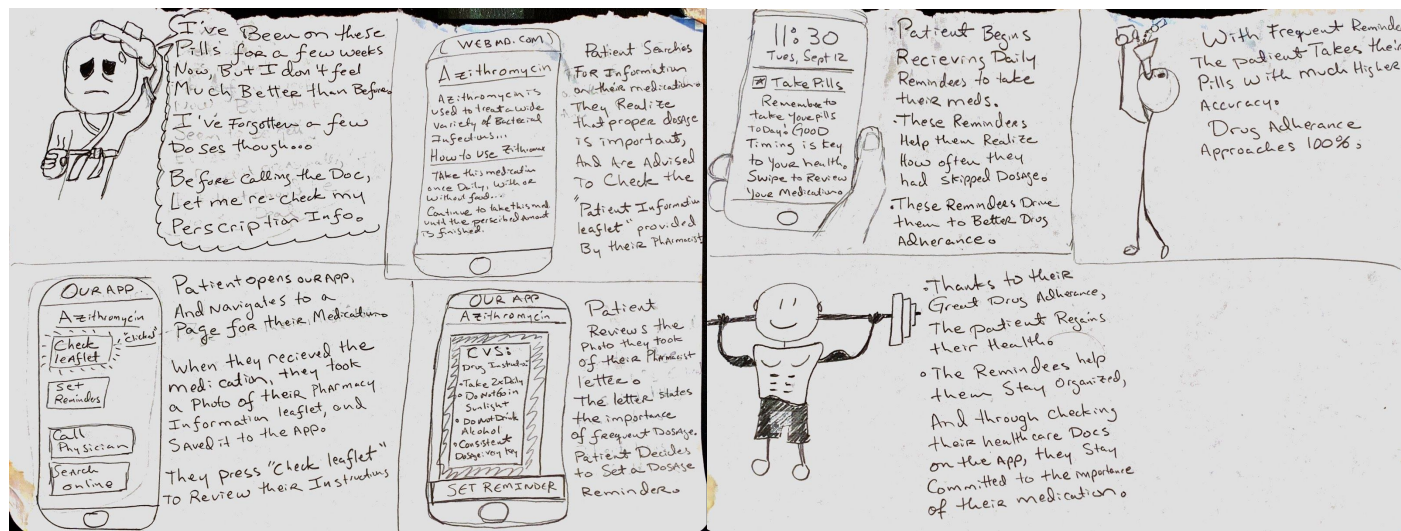 I've Been on these
Pills for a few weeks
Now, But I don't feel
Much Better than Before.
I've Forgotten a few
Doses though...
Before calling the Doc,
Let me re-check my
Perscription Info.
WEBMD.COM
Azithromycin
Azithromycin is
used to treat a wide
variety of Bacterial
Infections...
How to use Zithromax
Take this medication
once Daily, with or
without food...
Continue to take this med
until the perscribed Amount
is finished.
Patient Searches
For Information
on their medication.
They Realize
that proper dosage
is important,
And Are Advised
To Check the
"Patient Information
leaflet" provided
By their Pharmacist
OUR APP
Azithromycin
Check
leaflet
"clicked"
Set
Reminder
Call
Physician
Search
online
Patient opens our APP,
And Navigates to a
Page for their Medication.
When they recieved the
medication, they took
a Photo of their Pharmacy
Information leaflet, and
Saved it to the App.
They press "Check leaflet"
To Review their Instructions
OUR APP
Azithromycin
CVS:
Drug Instructs:
• Take 2x Daily
• Do Not Go in
Sunlight
• Do not Drink
Alcohol
• Consistent
Dosage: very key
SET REMINDER
Patient
Reviews the
Photo they took
of their Pharmacist
letter.
The letter states
the importance
of frequent Dosage.
Patient Decides
to Set a Dosage
Reminder.
11:30
Tues, Sept 12
Take Pills
Remember to
take your pills
Today! GOOD
Timing is key
to your health.
Swipe to Review
Your Medication.
• Patient Begins
Recieving Daily
Reminders to take
their meds.
• These Reminders
Help them Realize
How often they
had skipped Dosage.
• These Reminders Drive
them to Better Drug
Adherance.
With Frequent Reminders
The patient Takes their
Pills With Much Higher
Accuracy.
Drug Adherance
Approaches 100%.
• Thanks to their
Great Drug Adherance,
The patient Regains
their Health.
• The Reminders help
them Stay Organized,
And through checking
their healthcare Docs
on the App, they Stay
Committed to the importance
of their medication.